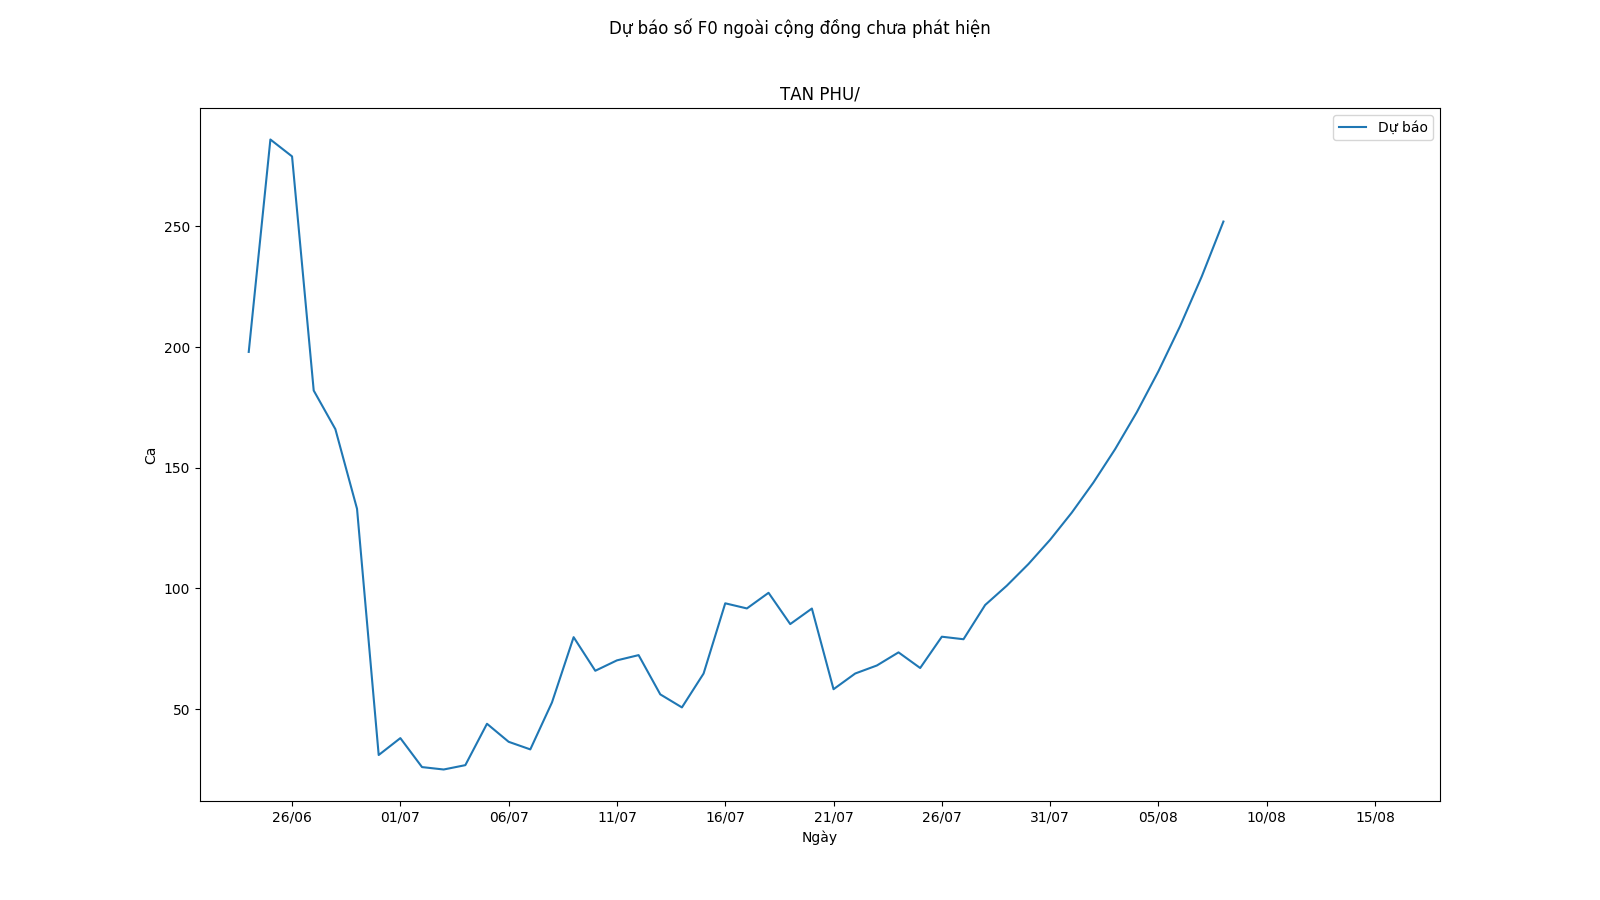 Dự báo số F0 ngoài cộng đồng chưa phát hiện
TAN PHU/
Dự báo
250
200
150
100
50
Ca
26/06 01/07 06/07 11/07 16/07 21/07 26/07 31/07 05/08 10/08 15/08
Ngày